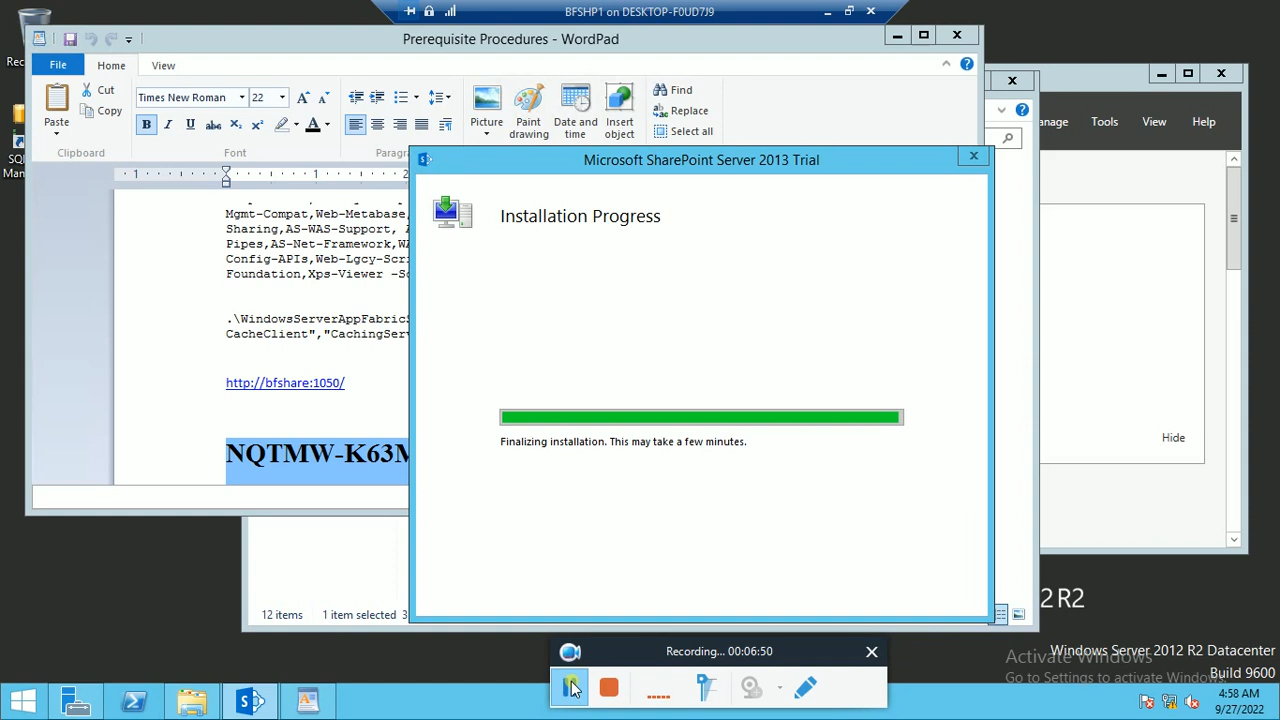 BFSHP1 on DESKTOP-F0UD7J9
Prerequisite Procedures - WordPad
File
Home
View
Paste
Cut
Copy
Clipboard
Times New Roman
22
Font
Picture
Paint drawing
Date and time
Insert object
Find
Replace
Select all
Tools
View
Help
Microsoft SharePoint Server 2013 Trial
Installation Progress
Finalizing installation. This may take a few minutes.
Mgmt-Compat,Web-Metabase,
Sharing,AS-WAS-Support,
Pipes,AS-Net-Framework,
Config-APIs,Web-Lgcy-Scri
Foundation,Xps-Viewer
CacheClient","CachingServ
http://bfshare:1050/
NQTMW-K63M
Hide
12 items
1 item selected
2 R2
Windows Server 2012 R2 Datacenter
Activate Windows
Build 9600
Go to Settings to activate Windows.
Recording... 00:06:50
4:58 AM
9/27/2022